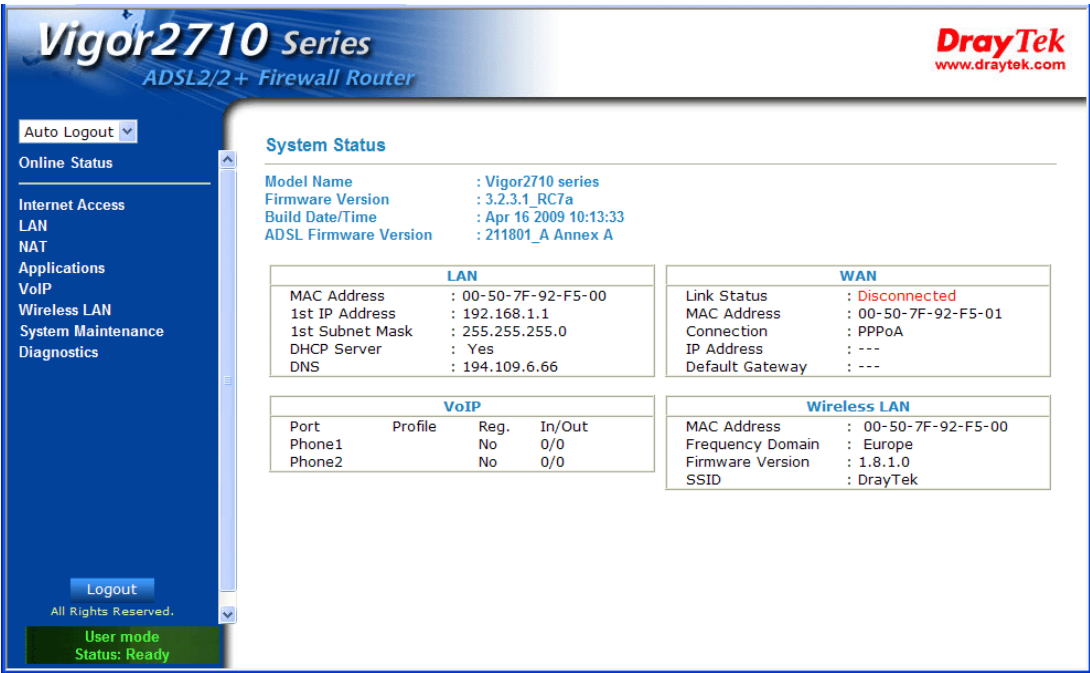 Vigor2710 Series
ADSL2/2+ Firewall Router
DrayTek
www.draytek.com
Auto Logout
Online Status
Internet Access
LAN
NAT
Applications
VoIP
Wireless LAN
System Maintenance
Diagnostics
Logout
All Rights Reserved.
User mode
Status: Ready
System Status
Model Name : Vigor2710 series
Firmware Version : 3.2.3.1_RC7a
Build Date/Time : Apr 16 2009 10:13:33
ADSL Firmware Version : 211801_A Annex A
LAN
MAC Address : 00-50-7F-92-F5-00
1st IP Address : 192.168.1.1
1st Subnet Mask : 255.255.255.0
DHCP Server : Yes
DNS : 194.109.6.66
WAN
Link Status : Disconnected
MAC Address : 00-50-7F-92-F5-01
Connection : PPPoA
IP Address : ---
Default Gateway : ---
VoIP
Port Profile Reg. In/Out
Phone1 No 0/0
Phone2 No 0/0
Wireless LAN
MAC Address : 00-50-7F-92-F5-00
Frequency Domain : Europe
Firmware Version : 1.8.1.0
SSID : DrayTek